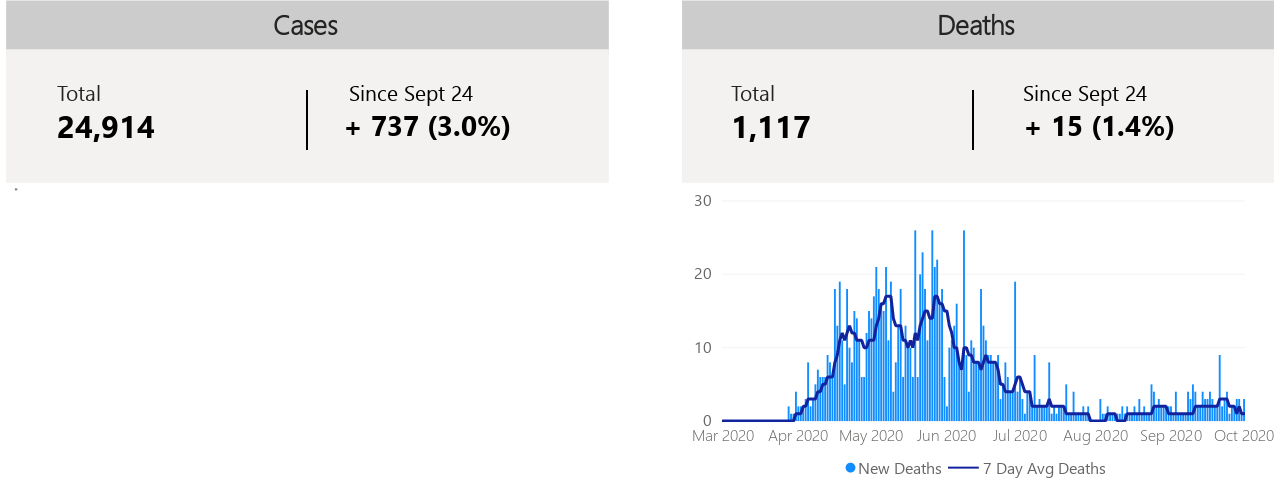 Cases
Total
24,914
Since Sept 24
+ 737 (3.0%)
Deaths
Total
1,117
Since Sept 24
+ 15 (1.4%)
30
20
10
0
Mar 2020 Apr 2020 May 2020 Jun 2020 Jul 2020 Aug 2020 Sep 2020 Oct 2020
New Deaths 7 Day Avg Deaths